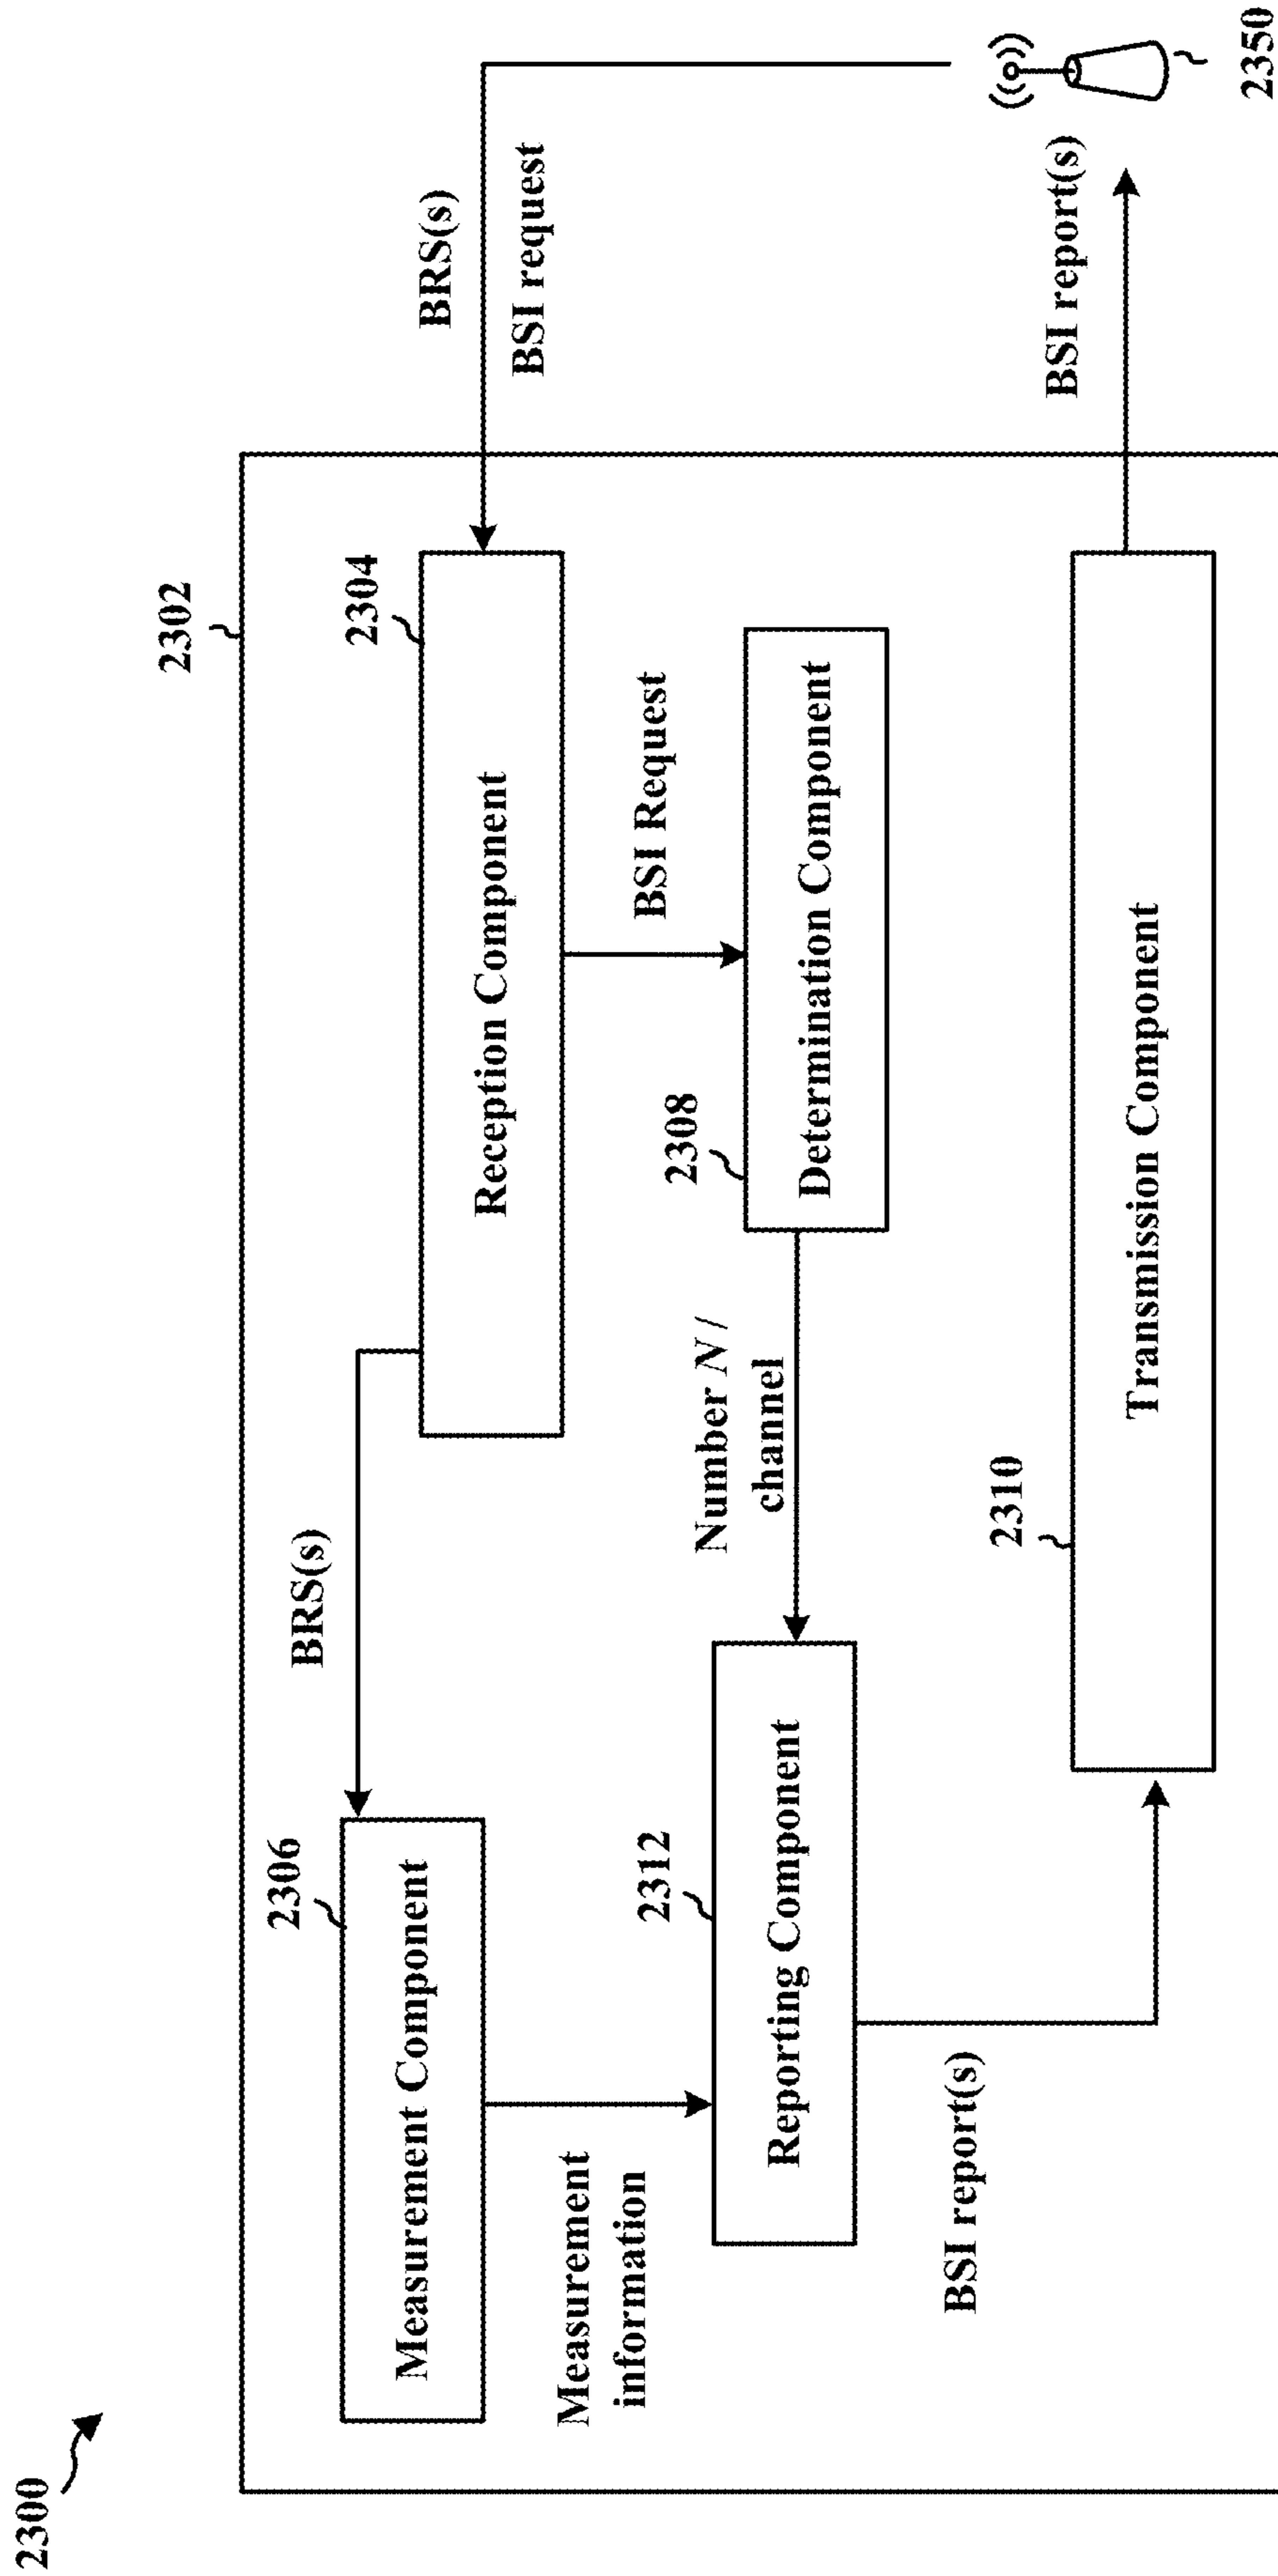 2300
2302
2306
Measurement Component
BRS(s)
2304
Reception Component
BRS(s)
BSI request
Measurement
information
BSI Request
2312
Reporting Component
Number N /
channel
2308
Determination Component
BSI report(s)
2310
Transmission Component
BSI report(s)
2350